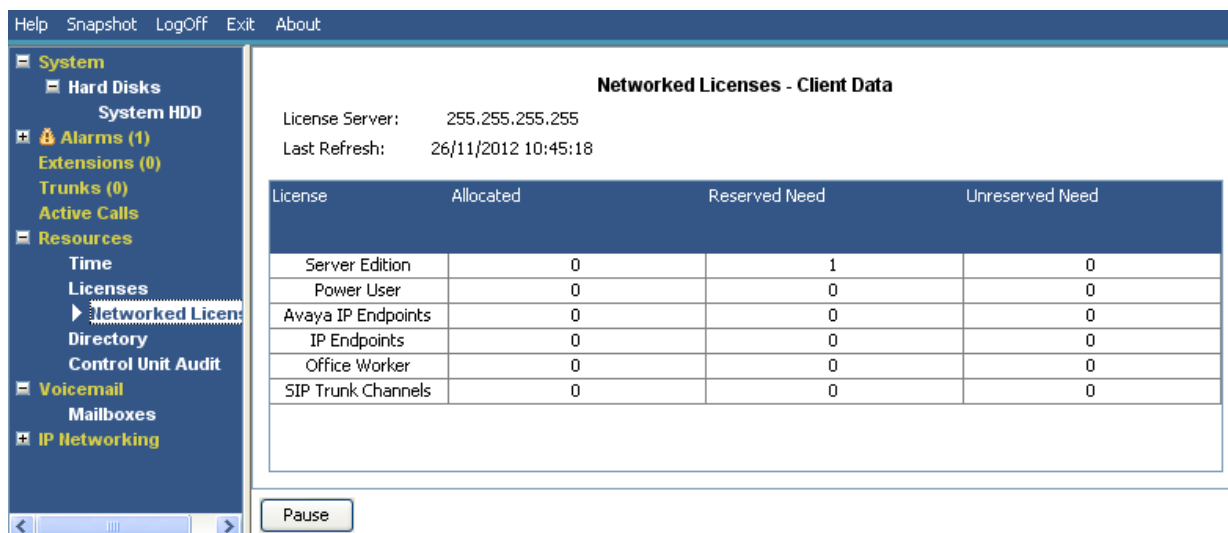 Help Snapshot LogOff Exit About
System
Hard Disks
System HDD
Alarms (1)
Extensions (0)
Trunks (0)
Active Calls
Resources
Time
Licenses
Networked Licens
Directory
Control Unit Audit
Voicemail
Mailboxes
IP Networking
Networked Licenses - Client Data
License Server: 255.255.255.255
Last Refresh: 26/11/2012 10:45:18
License Allocated Reserved Need Unreserved Need
Server Edition 0 1 0
Power User 0 0 0
Avaya IP Endpoints 0 0 0
IP Endpoints 0 0 0
Office Worker 0 0 0
SIP Trunk Channels 0 0 0
Pause